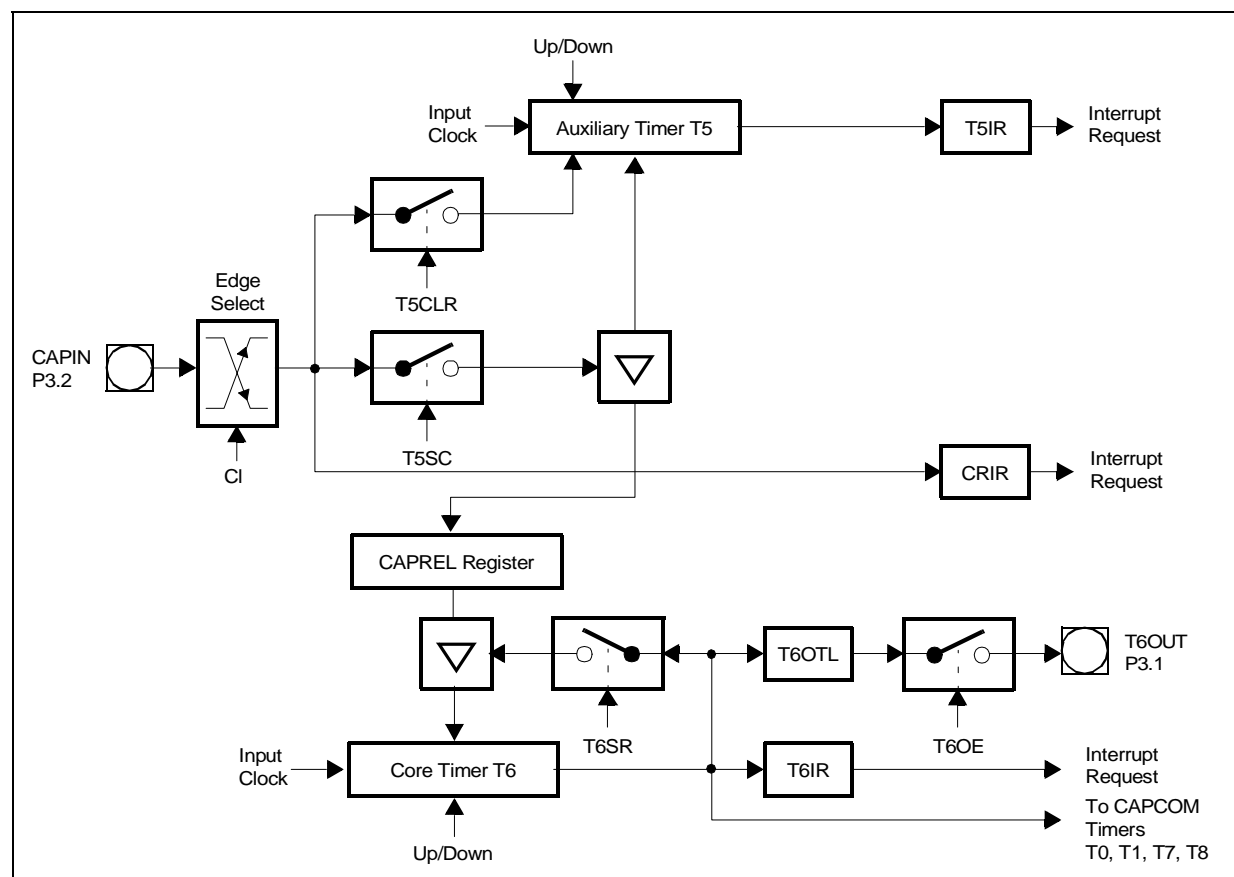 Up/Down
Input
Clock
Auxiliary Timer T5
T5IR
Interrupt
Request
Edge
Select
T5CLR
CAPIN
P3.2
T5SC
CI
CRIR
Interrupt
Request
CAPREL Register
T6OTL
T6OUT
P3.1
T6SR
T6OE
Input
Clock
Core Timer T6
T6IR
Interrupt
Request
Up/Down
To CAPCOM
Timers
T0, T1, T7, T8